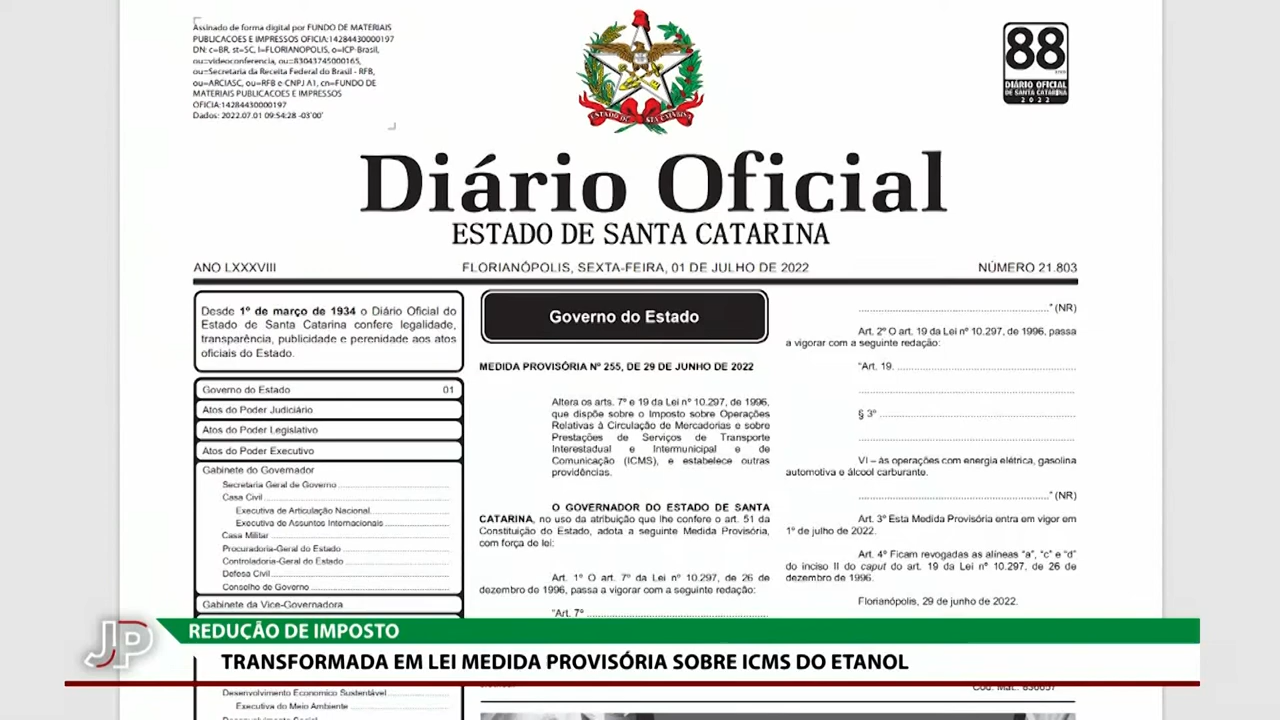 Assinado de forma digital por FUNDO DE MATERIAIS
PUBLICACOES E IMPRESSOS OFICIA:14284430000197
DN: c=BR, st=SC, l=FLORIANOPOLIS, o=ICP-Brasil,
ou=videoconferencia, ou=83043745000165,
ou=Secretaria da Receita Federal do Brasil - RFB,
ou=ARCIASC, ou=RFB e-CNPJ A1, cn=FUNDO DE
MATERIAIS PUBLICACOES E IMPRESSOS
OFICIA:14284430000197
Dados: 2022.07.01 09:54:28 -03'00'
88
DIÁRIO OFICIAL
DE SANTA CATARINA
2022
Diário Oficial
ESTADO DE SANTA CATARINA
ANO LXXXVIII
FLORIANÓPOLIS, SEXTA-FEIRA, 01 DE JULHO DE 2022
NÚMERO 21.803
Desde 1º de março de 1934 o Diário Oficial do
Estado de Santa Catarina confere legalidade,
transparência, publicidade e perenidade aos atos
oficiais do Estado.
Governo do Estado 01
Atos do Poder Judiciário
Atos do Poder Legislativo
Atos do Poder Executivo
Gabinete do Governador
Secretaria Geral de Governo
Casa Civil
Executiva de Articulação Nacional
Executiva de Assuntos Internacionais
Casa Militar
Procuradoria-Geral do Estado
Controladoria-Geral do Estado
Defesa Civil
Conselho de Governo
Gabinete da Vice-Governadora
Desenvolvimento Economico Sustentável
Executiva do Meio Ambiente
Governo do Estado
MEDIDA PROVISÓRIA Nº 255, DE 29 DE JUNHO DE 2022
Altera os arts. 7º e 19 da Lei nº 10.297, de 1996,
que dispõe sobre o Imposto sobre Operações
Relativas à Circulação de Mercadorias e sobre
Prestações de Serviços de Transporte
Interestadual e Intermunicipal e de
Comunicação (ICMS), e estabelece outras
providências.
O GOVERNADOR DO ESTADO DE SANTA
CATARINA, no uso da atribuição que lhe confere o art. 51 da
Constituição do Estado, adota a seguinte Medida Provisória,
com força de lei:
Art. 1º O art. 7º da Lei nº 10.297, de 26 de
dezembro de 1996, passa a vigorar com a seguinte redação:
"Art. 7º
" (NR)
Art. 2º O art. 19 da Lei nº 10.297, de 1996, passa
a vigorar com a seguinte redação:
"Art. 19.
§ 3º
VI – às operações com energia elétrica, gasolina
automotiva e álcool carburante.
" (NR)
Art. 3º Esta Medida Provisória entra em vigor em
1º de julho de 2022.
Art. 4º Ficam revogadas as alíneas "a", "c" e "d"
do inciso II do caput do art. 19 da Lei nº 10.297, de 26 de
dezembro de 1996.
Florianópolis, 29 de junho de 2022.
JP
REDUÇÃO DE IMPOSTO
TRANSFORMADA EM LEI MEDIDA PROVISÓRIA SOBRE ICMS DO ETANOL